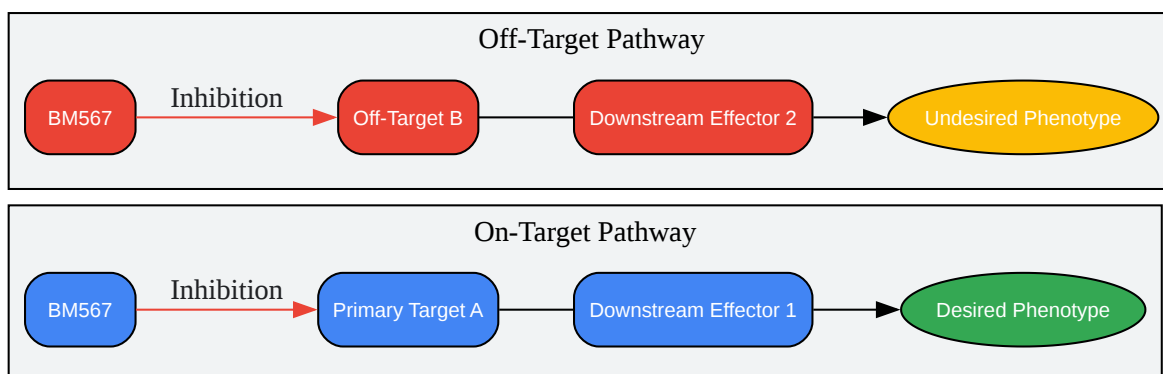 Off-Target Pathway
BM567
Inhibition
Off-Target B
Downstream Effector 2
Undesired Phenotype
On-Target Pathway
BM567
Inhibition
Primary Target A
Downstream Effector 1
Desired Phenotype